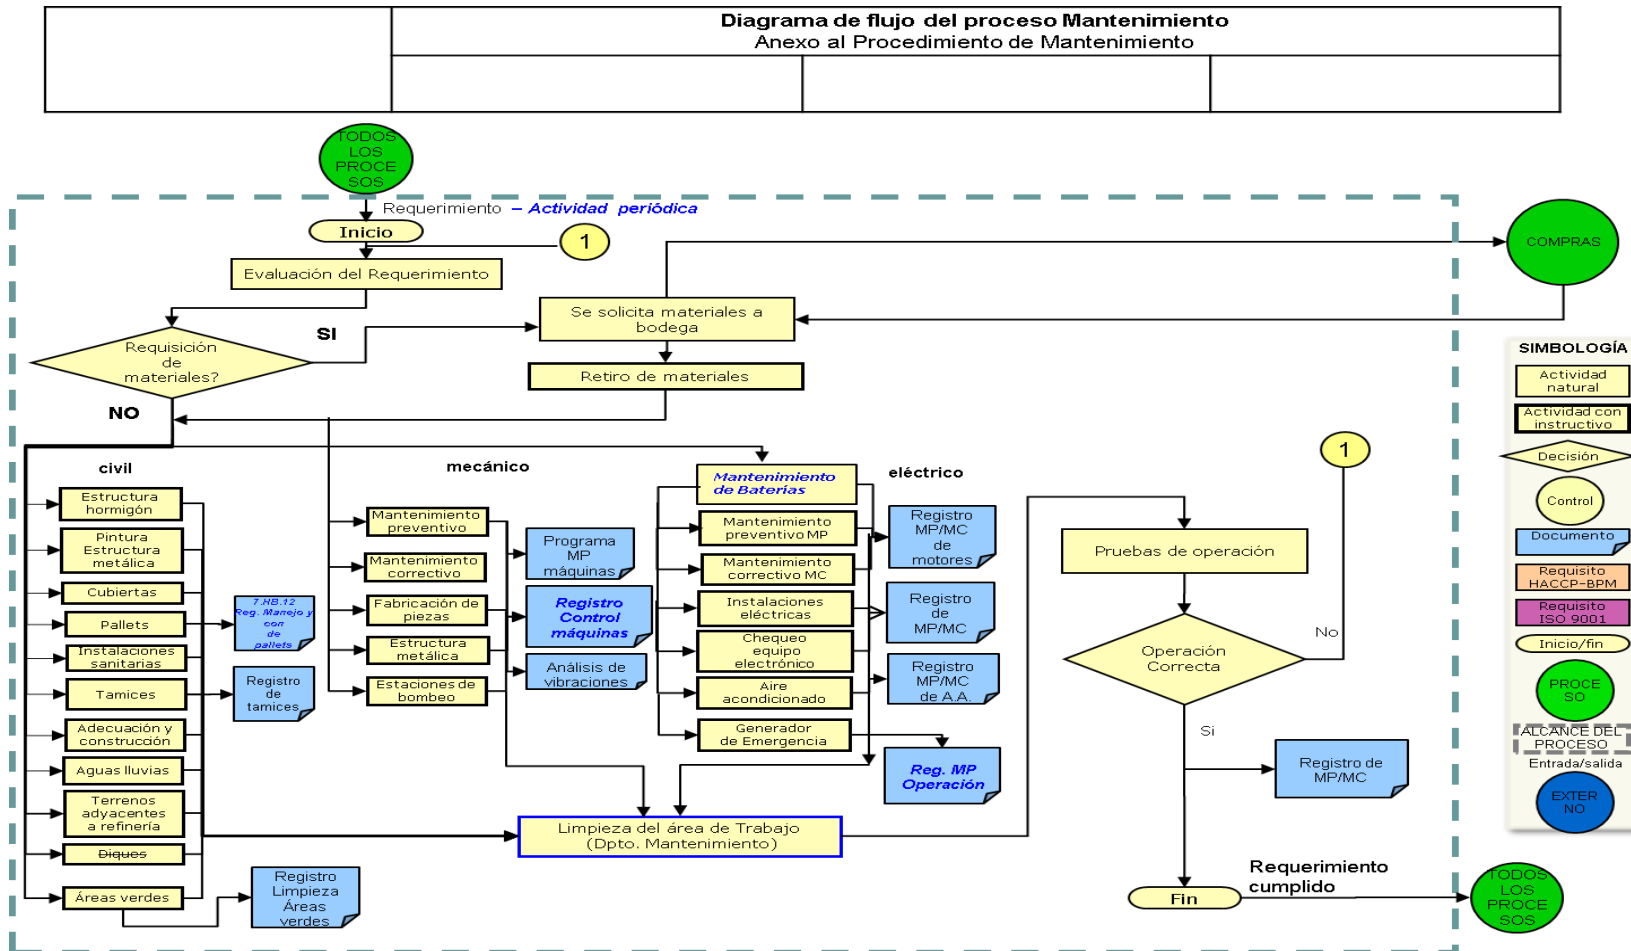 Diagrama de flujo del proceso Mantenimiento
Anexo al Procedimiento de Mantenimiento
TODOS
LOS
PROCE
SOS
Requerimiento – Actividad periódica
Inicio
1
Evaluación del Requerimiento
COMPRAS
Se solicita materiales a
bodega
SI
Requisición
de
materiales?
Retiro de materiales
NO
civil
mecánico
eléctrico
1
Estructura
hormigón
Pintura
Estructura
metálica
Cubiertas
Pallets
Instalaciones
sanitarias
Tamices
Adecuación y
construcción
Aguas lluvias
Terrenos
adyacentes
a refinería
Diques
Áreas verdes
7.HB.12
Reg. Manejo y
con
de
pallets
Registro
de
tamices
Registro
Limpieza
Áreas
verdes
Mantenimiento
preventivo
Mantenimiento
correctivo
Fabricación de
piezas
Estructura
metálica
Estaciones de
bombeo
Programa
MP
máquinas
Registro
Control
máquinas
Análisis de
vibraciones
Mantenimiento
de Baterías
Mantenimiento
preventivo MP
Mantenimiento
correctivo MC
Instalaciones
eléctricas
Chequeo
equipo
electrónico
Aire
acondicionado
Generador
de Emergencia
Registro
MP/MC
de
motores
Registro
de
MP/MC
Registro
MP/MC
de A.A.
Reg. MP
Operación
Limpieza del área de Trabajo
(Dpto. Mantenimiento)
Pruebas de operación
Operación
Correcta
No
Si
Registro de
MP/MC
Fin
Requerimiento
cumplido
TODOS
LOS
PROCE
SOS
SIMBOLOGÍA
Actividad
natural
Actividad con
instructivo
Decisión
Control
Documento
Requisito
HACCP-BPM
Requisito
ISO 9001
Inicio/fin
PROCE
SO
ALCANCE DEL
PROCESO
Entrada/salida
EXTER
NO